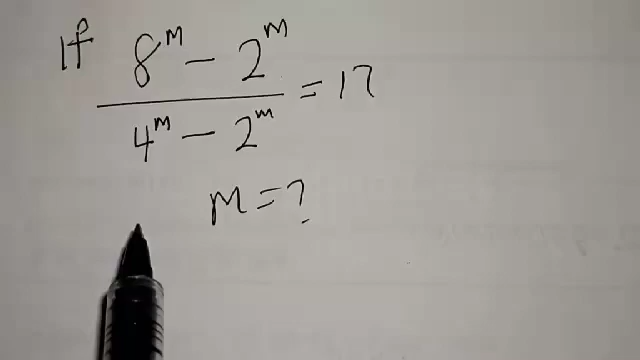 If (8^m - 2^m)/(4^m - 2^m) = 17
m = ?